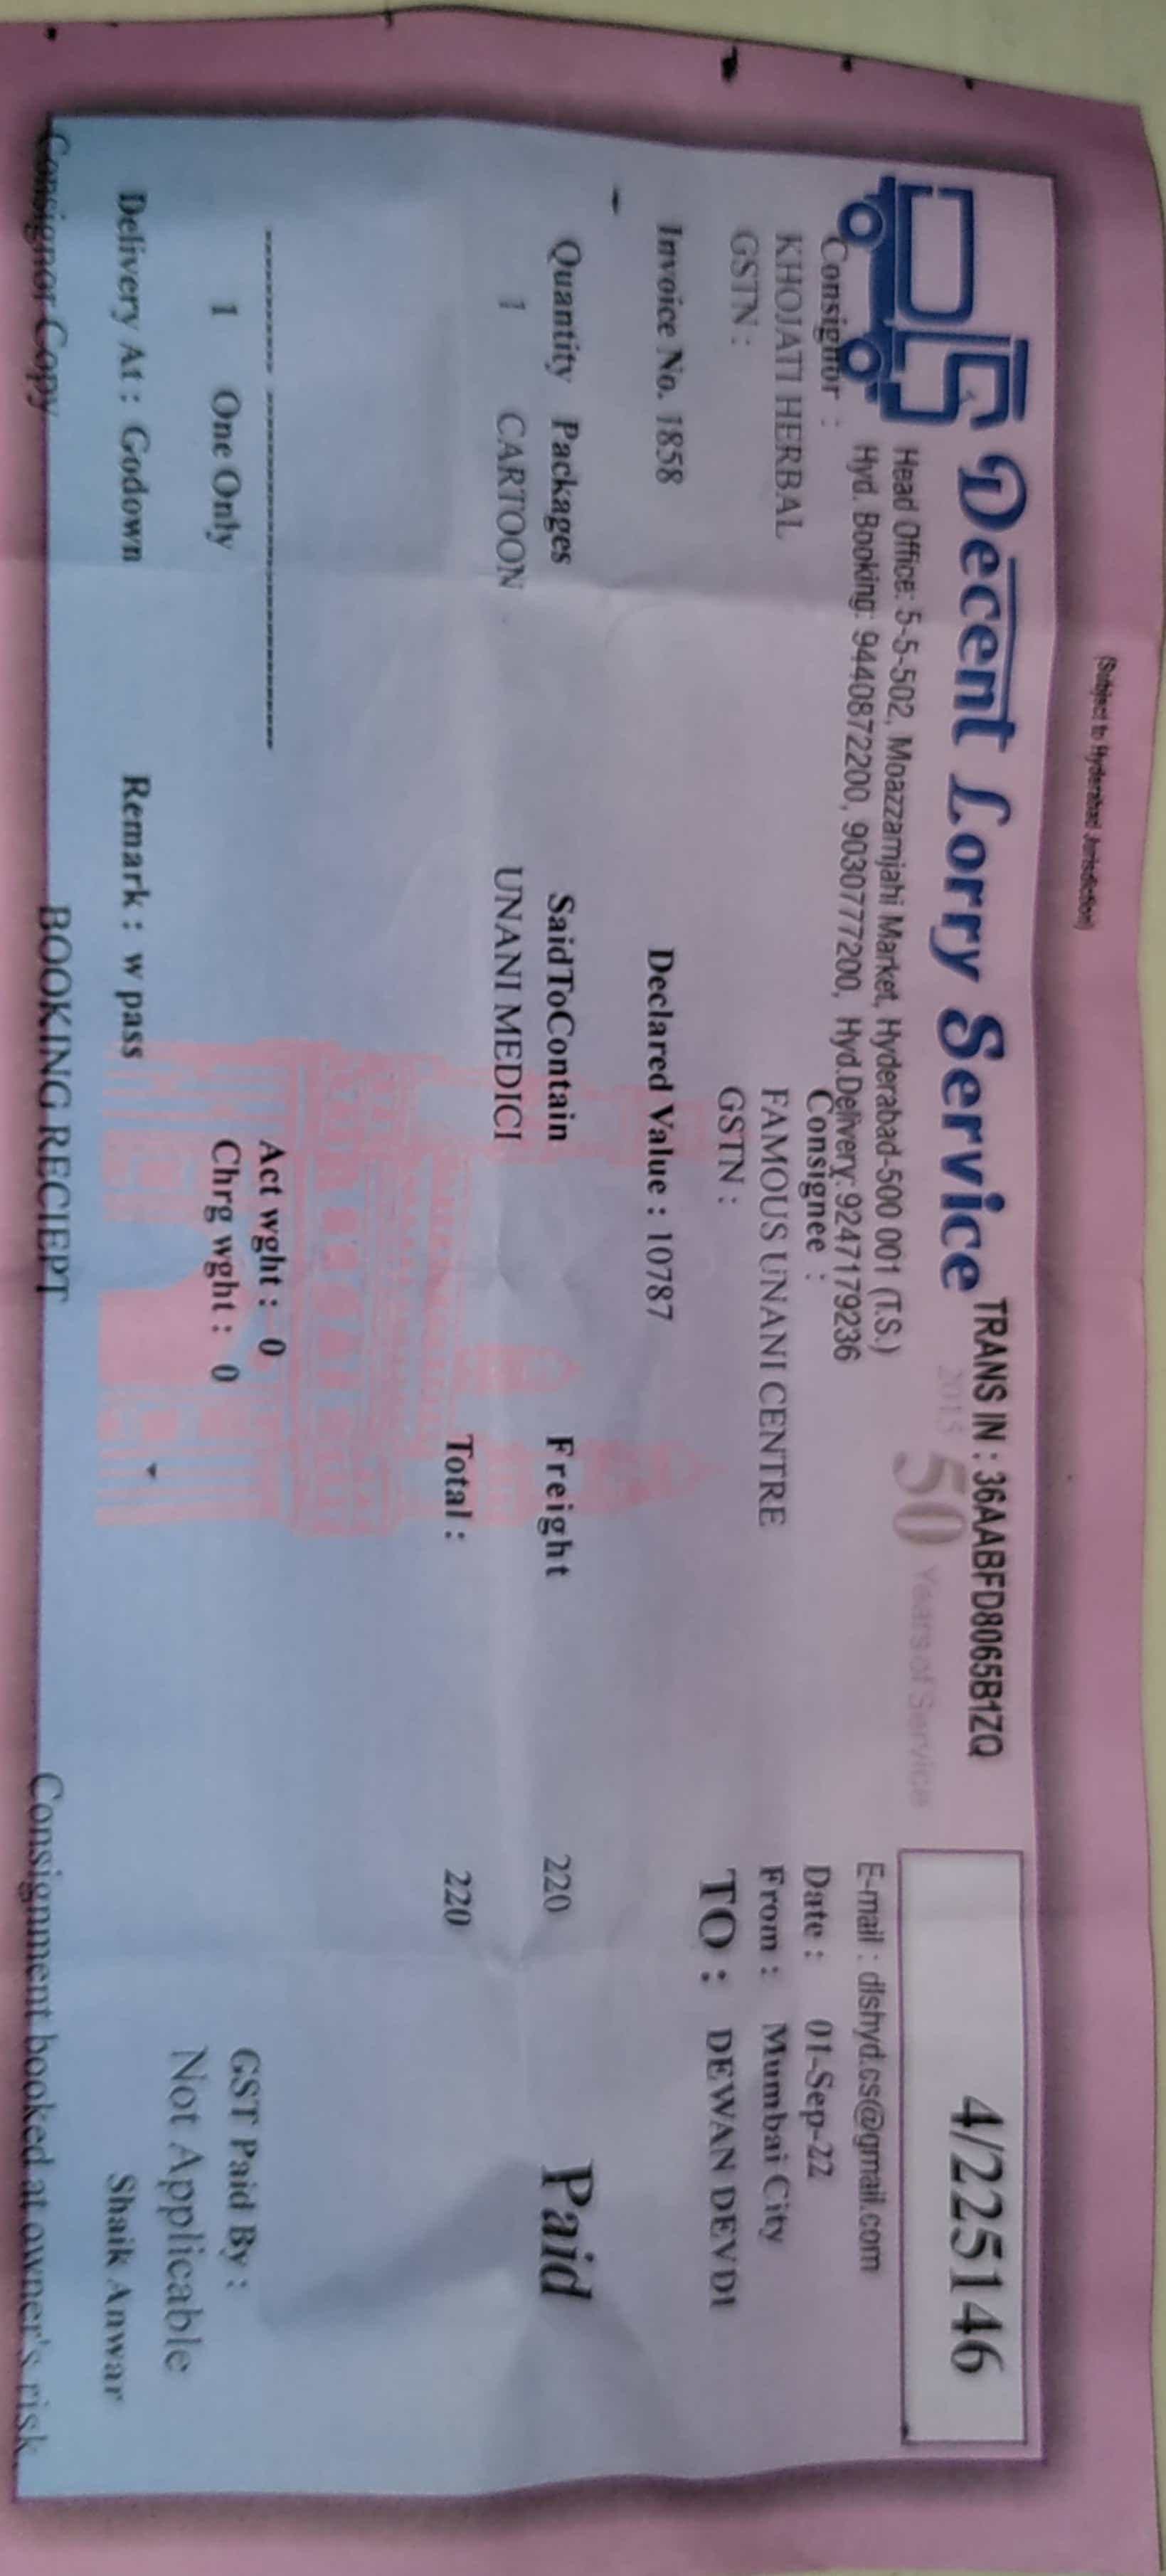 (Subject to Hyderabad Jurisdiction)
Decent Lorry Service
TRANS IN : 36AABFD8065B1ZQ
4/225146
2015 50 Years of Service
Head Office: 5-5-502, Moazzamjahi Market, Hyderabad-500 001 (T.S.)
Hyd. Booking: 9440872200, 9030777200, Hyd.Delivery: 9247179236
E-mail : dlshyd.cs@gmail.com
Consignor :
Consignee :
Date : 01-Sep-22
KHOJATI HERBAL
FAMOUS UNANI CENTRE
From : Mumbai City
GSTN :
GSTN :
TO : DEWAN DEVDI
Invoice No. 1858
Declared Value : 10787
Quantity Packages SaidToContain Freight 220 Paid
1 CARTOON UNANI MEDICI
Total : 220
Act wght : 0
1 One Only Chrg wght : 0
GST Paid By :
Not Applicable
Delivery At : Godown Remark : w pass
Shaik Anwar
Consignor Copy BOOKING RECIEPT Consignment booked at owner's risk.